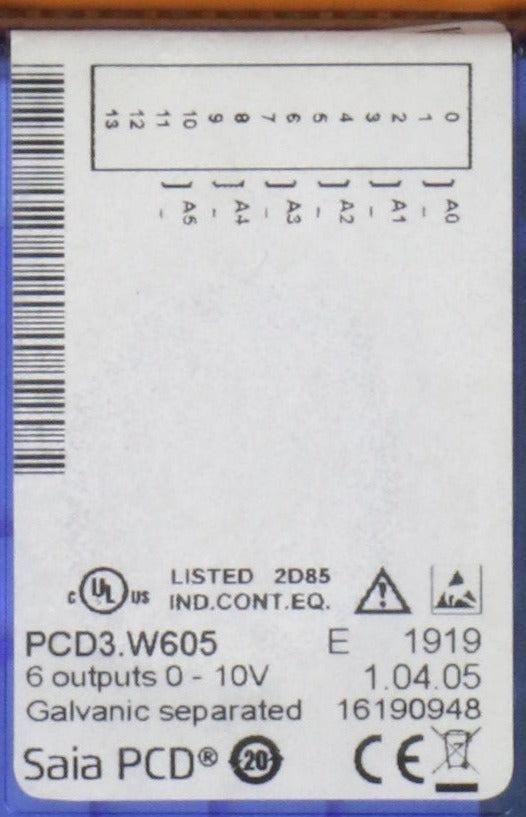 13 12 11 10 9 8 7 6 5 4 3 2 1 0
A5 A4 A3 A2 A1 A0
- - - - - -
C UL US LISTED 2D85
IND.CONT.EQ.
PCD3.W605 E 1919
6 outputs 0 - 10V 1.04.05
Galvanic separated 16190948
Saia PCD® 20 CE